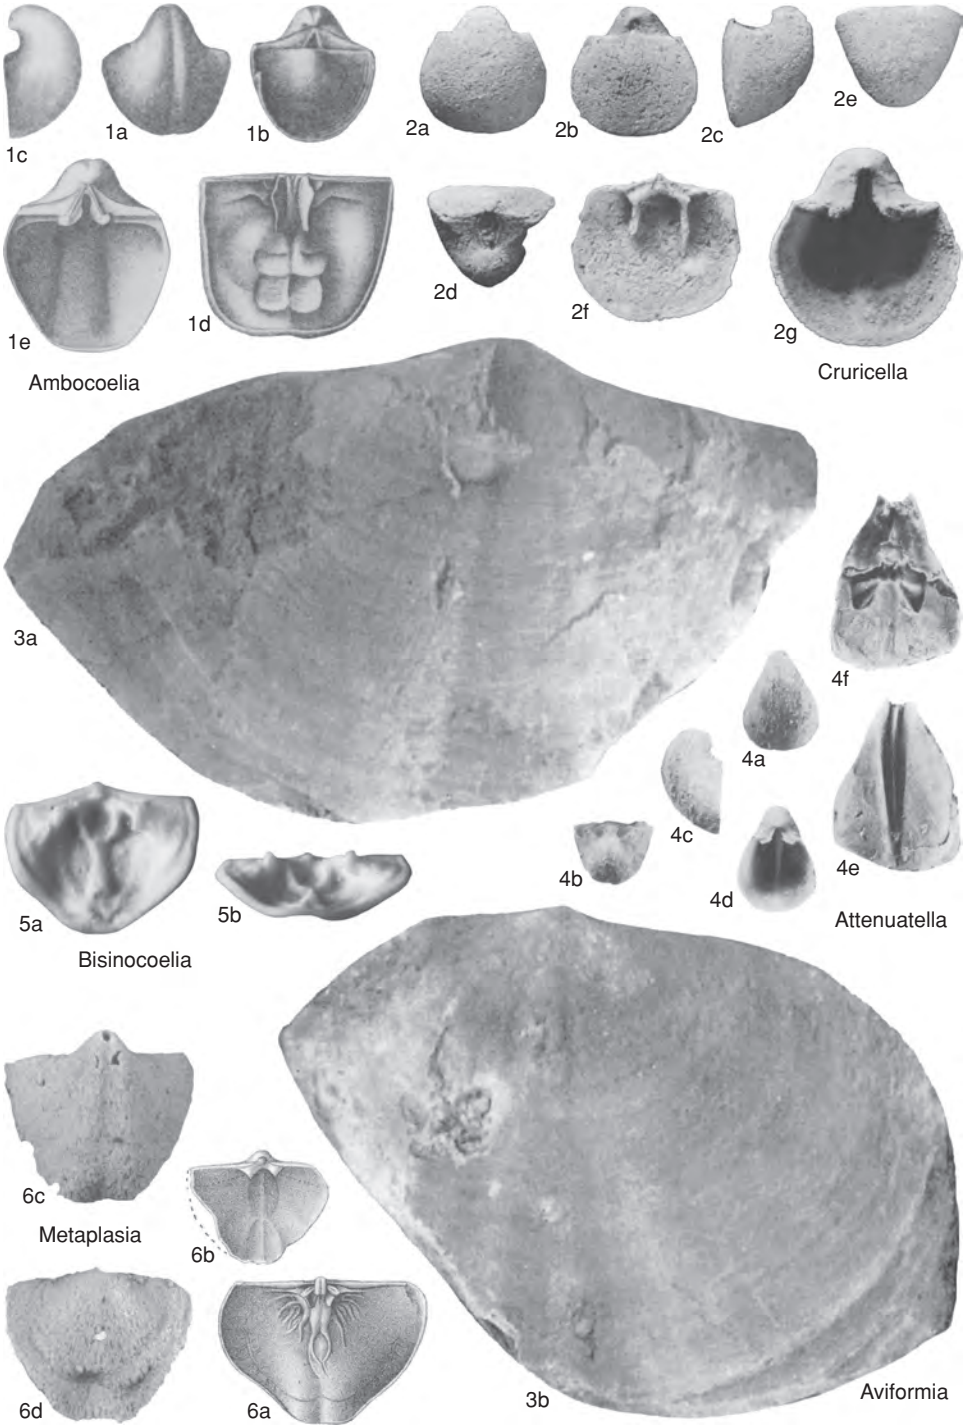 1c
1a
1b
2a
2b
2c
2e
1e
1d
2d
2f
2g
Ambocoelia
Cruricella
3a
4f
4a
4c
4b
4d
4e
5a
5b
Bisinocoelia
Attenuatella
6c
6b
Metaplasia
6d
6a
3b
Aviformia